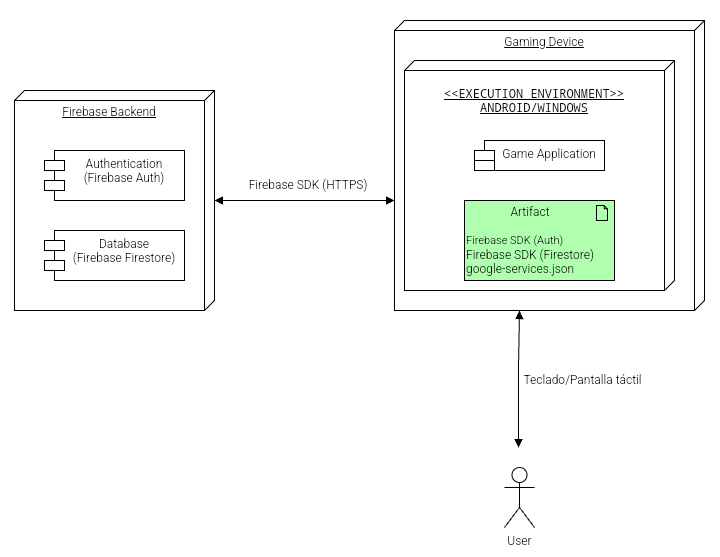 Gaming Device
<<EXECUTION ENVIRONMENT>>
ANDROID/WINDOWS
Game Application
Artifact
Firebase SDK (Auth)
Firebase SDK (Firestore)
google-services.json
Firebase Backend
Authentication
(Firebase Auth)
Database
(Firebase Firestore)
Firebase SDK (HTTPS)
Teclado/Pantalla táctil
User